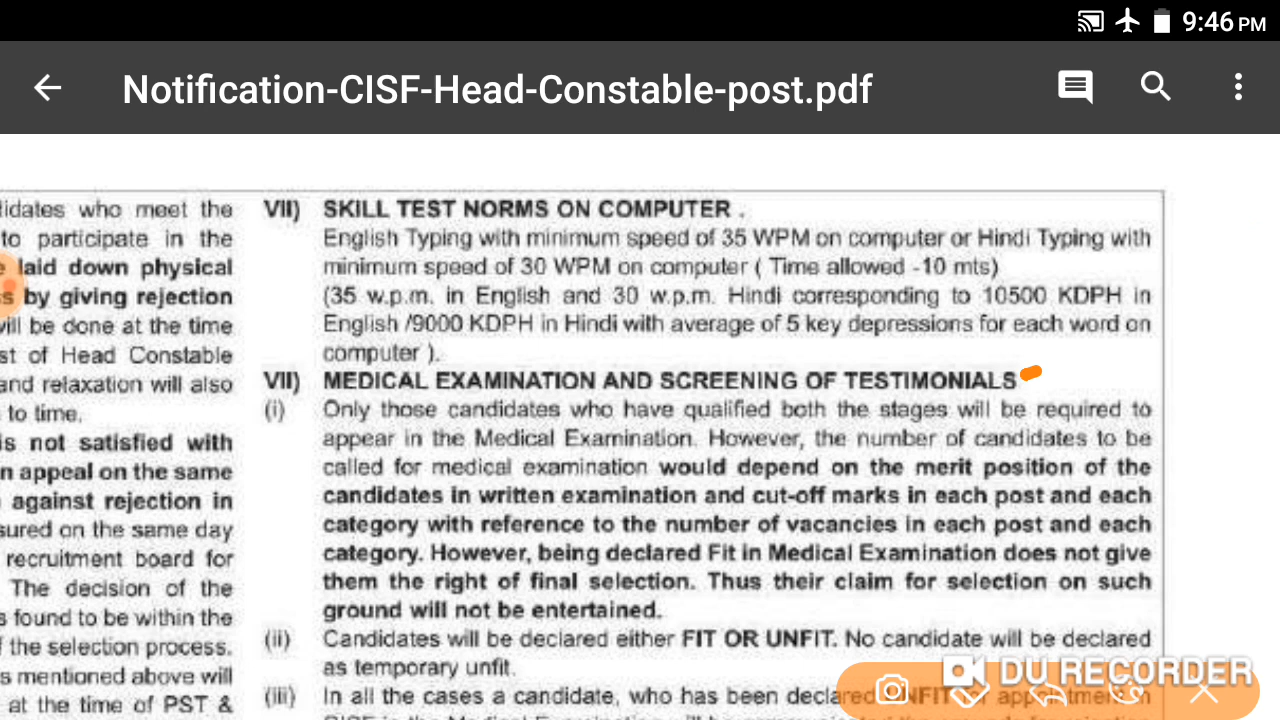 9:46 PM
Notification-CISF-Head-Constable-post.pdf
didates who meet the
to participate in the
laid down physical
s by giving rejection
will be done at the time
st of Head Constable
and relaxation will also
to time.
is not satisfied with
n appeal on the same
against rejection in
sured on the same day
recruitment board for
The decision of the
s found to be within the
f the selection process.
s mentioned above will
at the time of PST &
VII) SKILL TEST NORMS ON COMPUTER .
English Typing with minimum speed of 35 WPM on computer or Hindi Typing with
minimum speed of 30 WPM on computer ( Time allowed -10 mts)
(35 w.p.m. in English and 30 w.p.m. Hindi corresponding to 10500 KDPH in
English /9000 KDPH in Hindi with average of 5 key depressions for each word on
computer ).
VII) MEDICAL EXAMINATION AND SCREENING OF TESTIMONIALS
(i) Only those candidates who have qualified both the stages will be required to
appear in the Medical Examination. However, the number of candidates to be
called for medical examination would depend on the merit position of the
candidates in written examination and cut-off marks in each post and each
category with reference to the number of vacancies in each post and each
category. However, being declared Fit in Medical Examination does not give
them the right of final selection. Thus their claim for selection on such
ground will not be entertained.
(ii) Candidates will be declared either FIT OR UNFIT. No candidate will be declared
as temporary unfit.
(iii) In all the cases a candidate, who has been declared UNFIT for appointment in
DU RECORDER